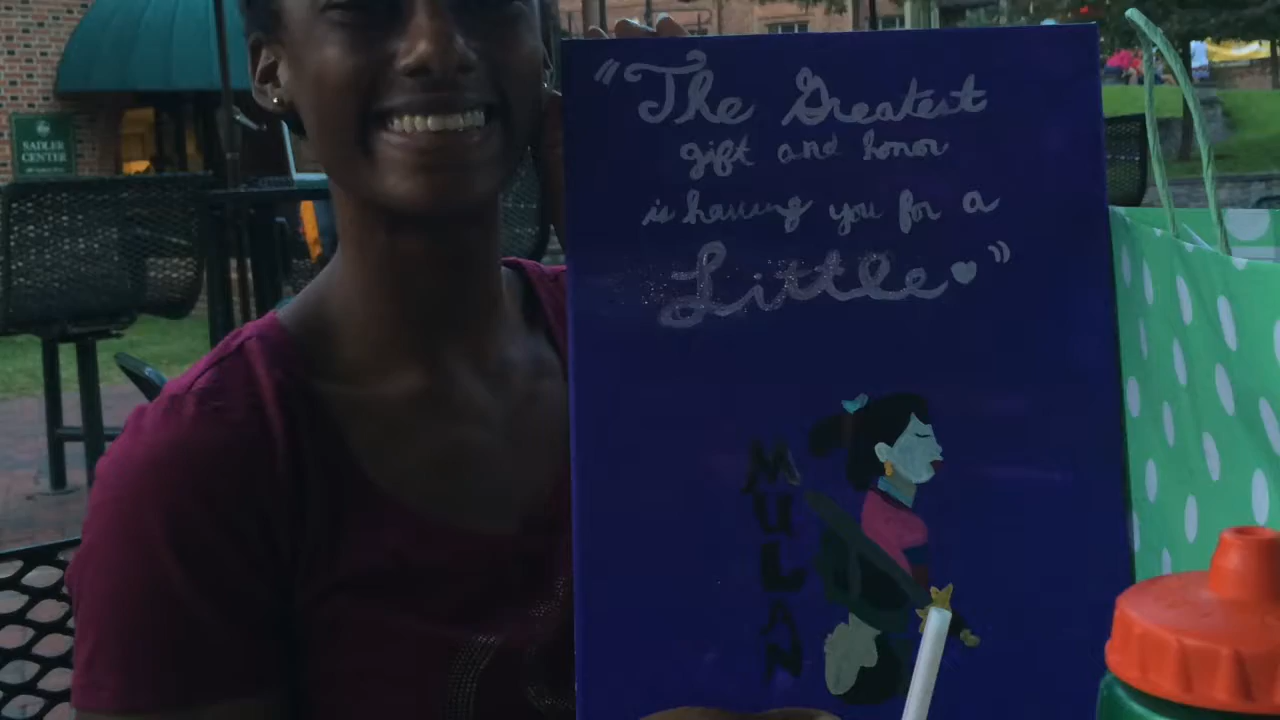 SADLER
CENTER
"The Greatest
gift and honor
is having you for a
Little♥"
MULAN